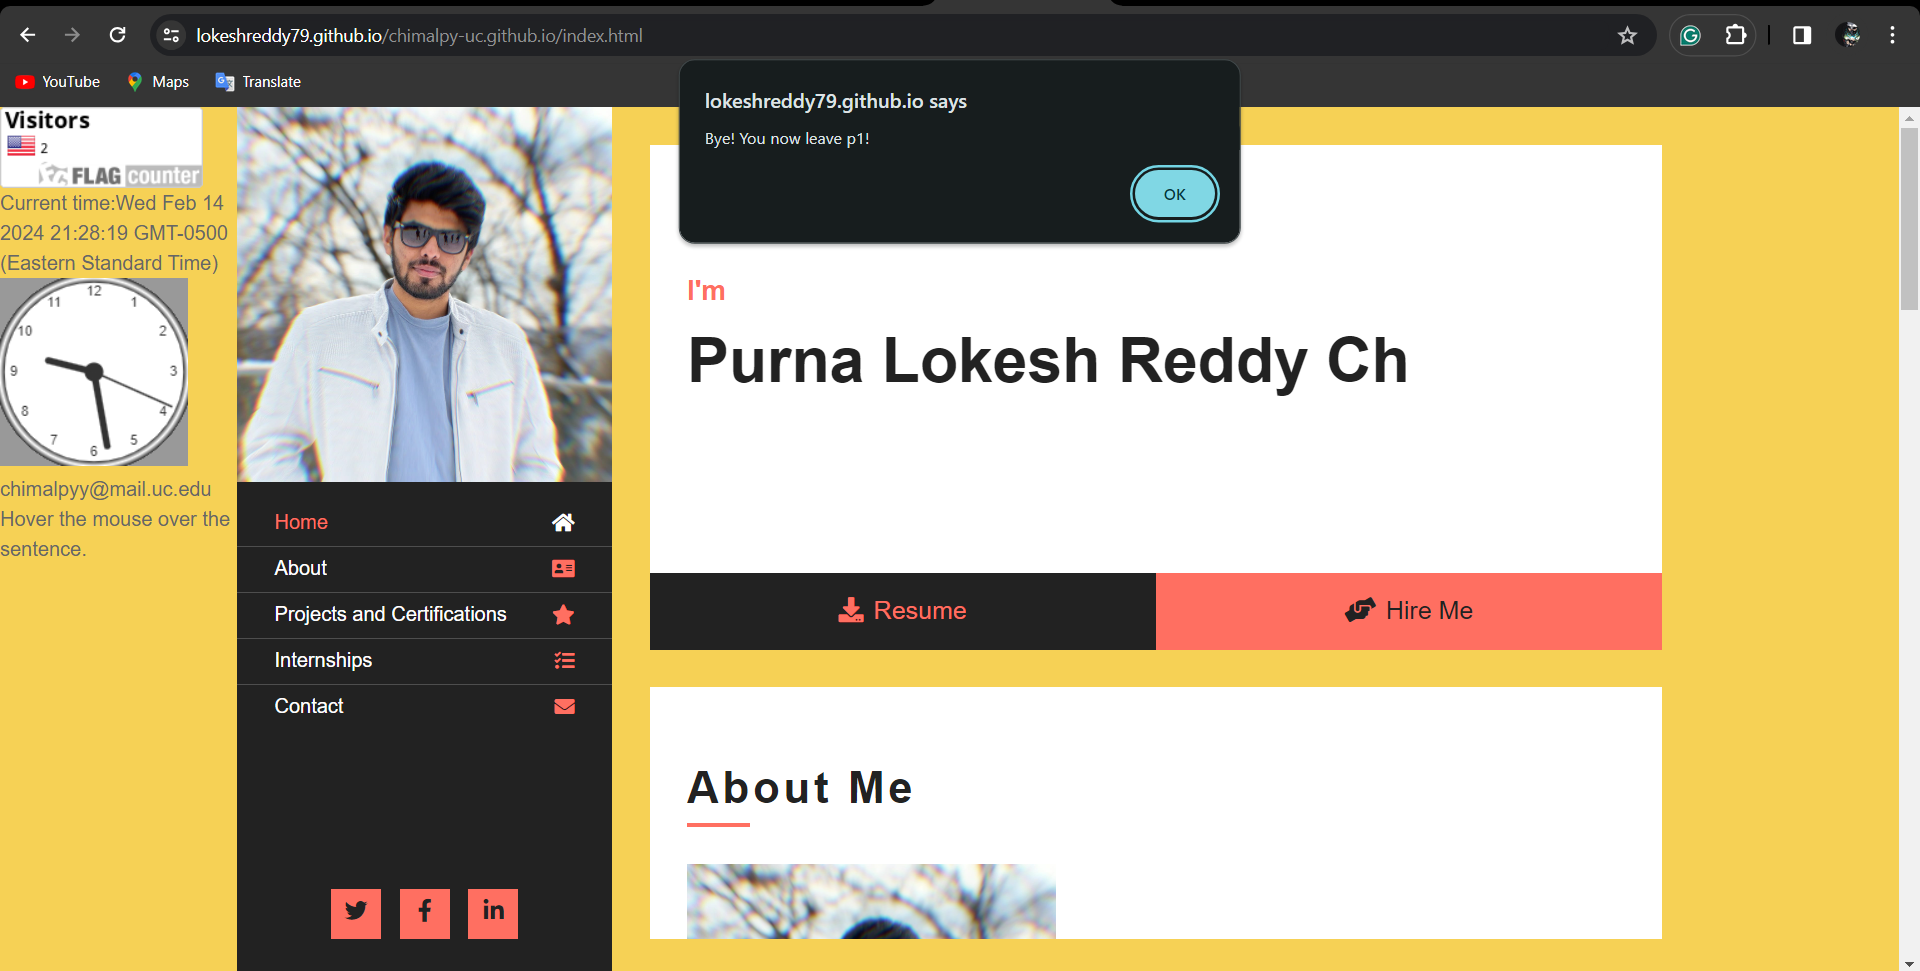 lokeshreddy79.github.io/chimalpy-uc.github.io/index.html
YouTube
Maps
Translate
lokeshreddy79.github.io says
Bye! You now leave p1!
OK
Visitors
2
FLAG counter
Current time:Wed Feb 14
2024 21:28:19 GMT-0500
(Eastern Standard Time)
12
11 1
10 2
9 3
8 4
7 5
6
chimalpyy@mail.uc.edu
Hover the mouse over the
sentence.
Home
About
Projects and Certifications
Internships
Contact
in
I'm
Purna Lokesh Reddy Ch
Resume
Hire Me
About Me